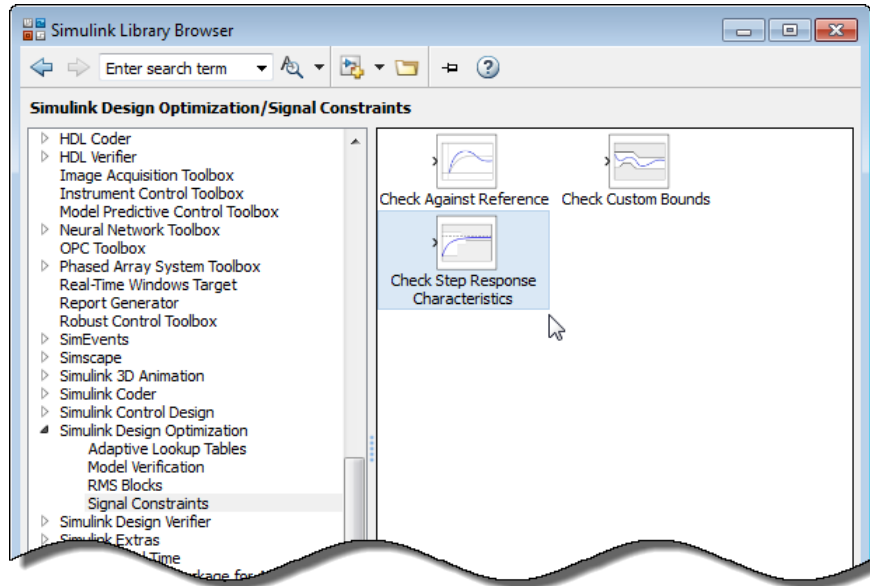 Simulink Library Browser
Enter search term
Simulink Design Optimization/Signal Constraints
HDL Coder
HDL Verifier
Image Acquisition Toolbox
Instrument Control Toolbox
Model Predictive Control Toolbox
Neural Network Toolbox
OPC Toolbox
Phased Array System Toolbox
Real-Time Windows Target
Report Generator
Robust Control Toolbox
SimEvents
Simscape
Simulink 3D Animation
Simulink Coder
Simulink Control Design
Simulink Design Optimization
Adaptive Lookup Tables
Model Verification
RMS Blocks
Signal Constraints
Simulink Design Verifier
Simulink Extras
Time
Check Against Reference
Check Custom Bounds
Check Step Response
Characteristics